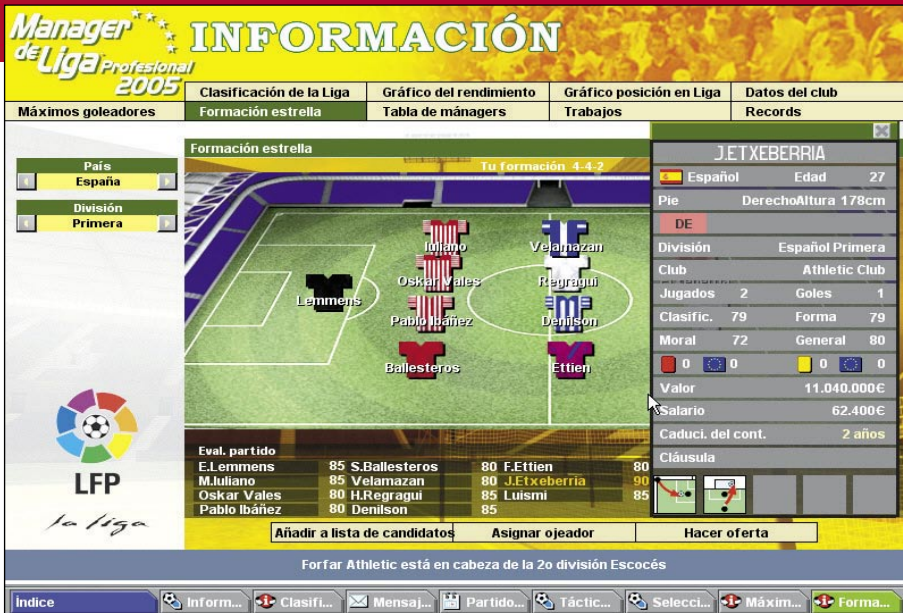 Manager
de Liga Profesional
2005
INFORMACIÓN
Clasificación de la Liga Gráfico del rendimiento Gráfico posición en Liga Datos del club
Máximos goleadores Formación estrella Tabla de mánagers Trabajos Records
País
España
División
Primera
Formación estrella
Tu formación 4-4-2
Iuliano
Velamazan
Oskar Vales
Regragui
Lemmens
Pablo Ibáñez
Denilson
Ballesteros
Ettien
J.ETXEBERRIA
Español Edad 27
Pie Derecho Altura 178cm
DE
División Español Primera
Club Athletic Club
Jugados 2 Goles 1
Clasific. 79 Forma 79
Moral 72 General 80
0 0 0 0
Valor 11.040.000€
Salario 62.400€
Caduci. del cont. 2 años
Cláusula
LFP
la liga
Eval. partido
E.Lemmens 85 S.Ballesteros 80 F.Ettien 80
M.Iuliano 85 Velamazan 80 J.Etxeberria 90
Oskar Vales 80 H.Regragui 85 Luismi 85
Pablo Ibáñez 80 Denilson 85
Añadir a lista de candidatos Asignar ojeador Hacer oferta
Forfar Athletic está en cabeza de la 2o división Escocés
Índice Inform... Clasifi... Mensaj... Partido... Táctic... Selecci... Máxim... Forma...